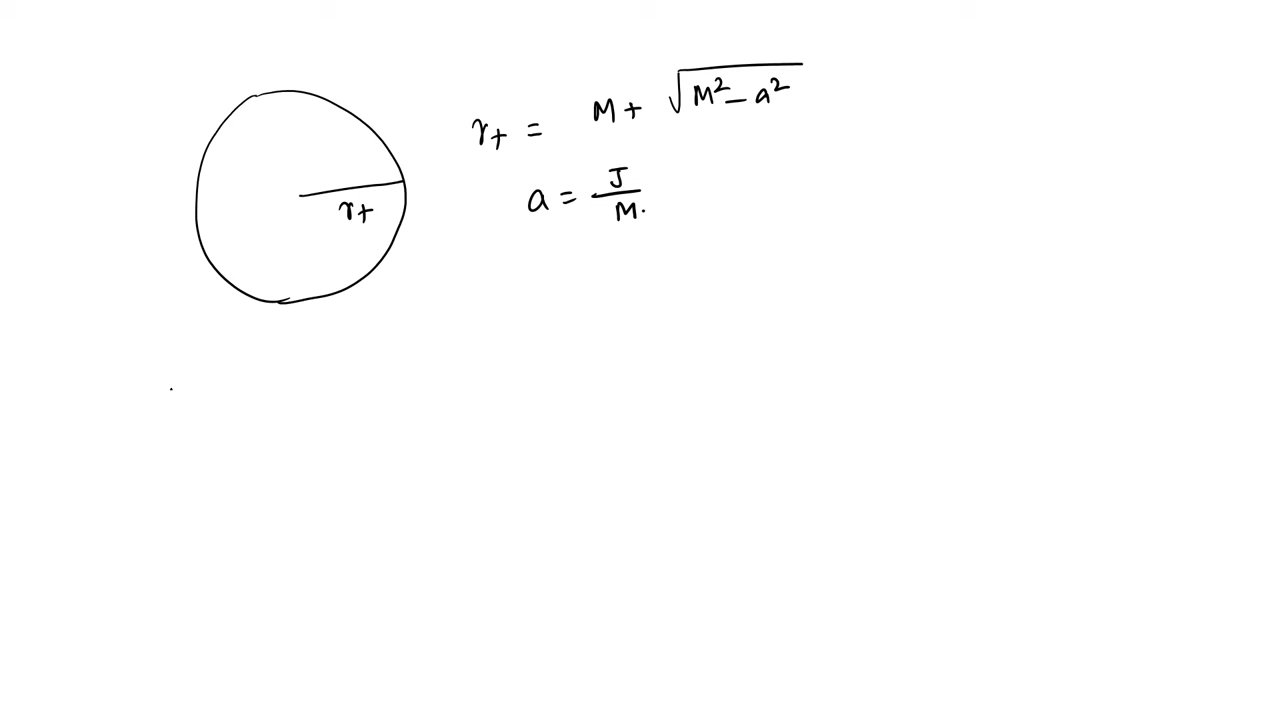 r₊ = M + √(M² − a²)
a = J/M.
r₊